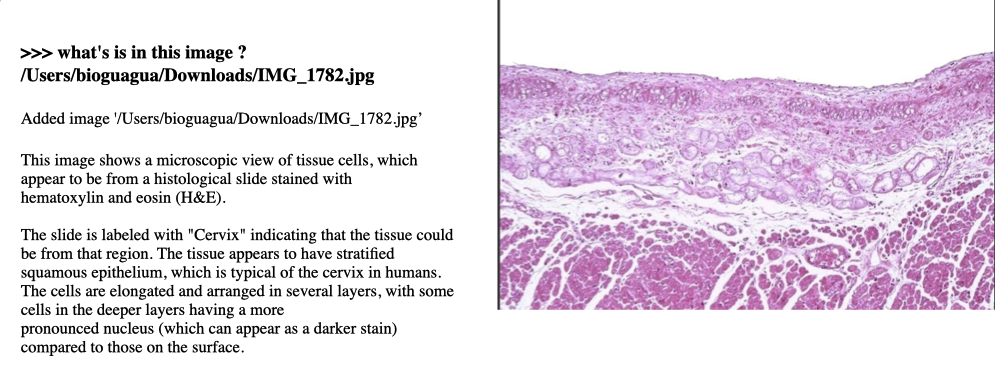 >>> what's is in this image ?
/Users/bioguagua/Downloads/IMG_1782.jpg
Added image '/Users/bioguagua/Downloads/IMG_1782.jpg’
This image shows a microscopic view of tissue cells, which
appear to be from a histological slide stained with
hematoxylin and eosin (H&E).
The slide is labeled with "Cervix" indicating that the tissue could
be from that region. The tissue appears to have stratified
squamous epithelium, which is typical of the cervix in humans.
The cells are elongated and arranged in several layers, with some
cells in the deeper layers having a more
pronounced nucleus (which can appear as a darker stain)
compared to those on the surface.